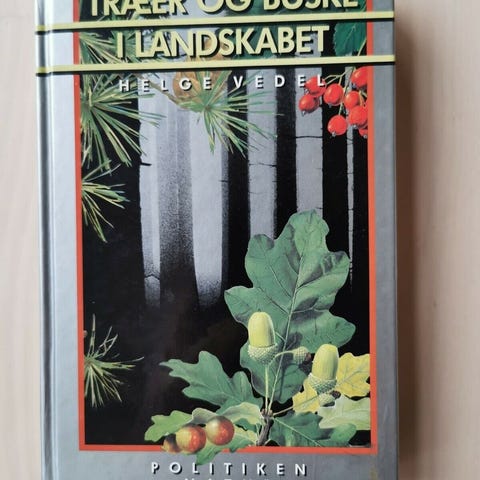 TRÆER OG BUSKE
I LANDSKABET
HELGE VEDEL
POLITIKEN